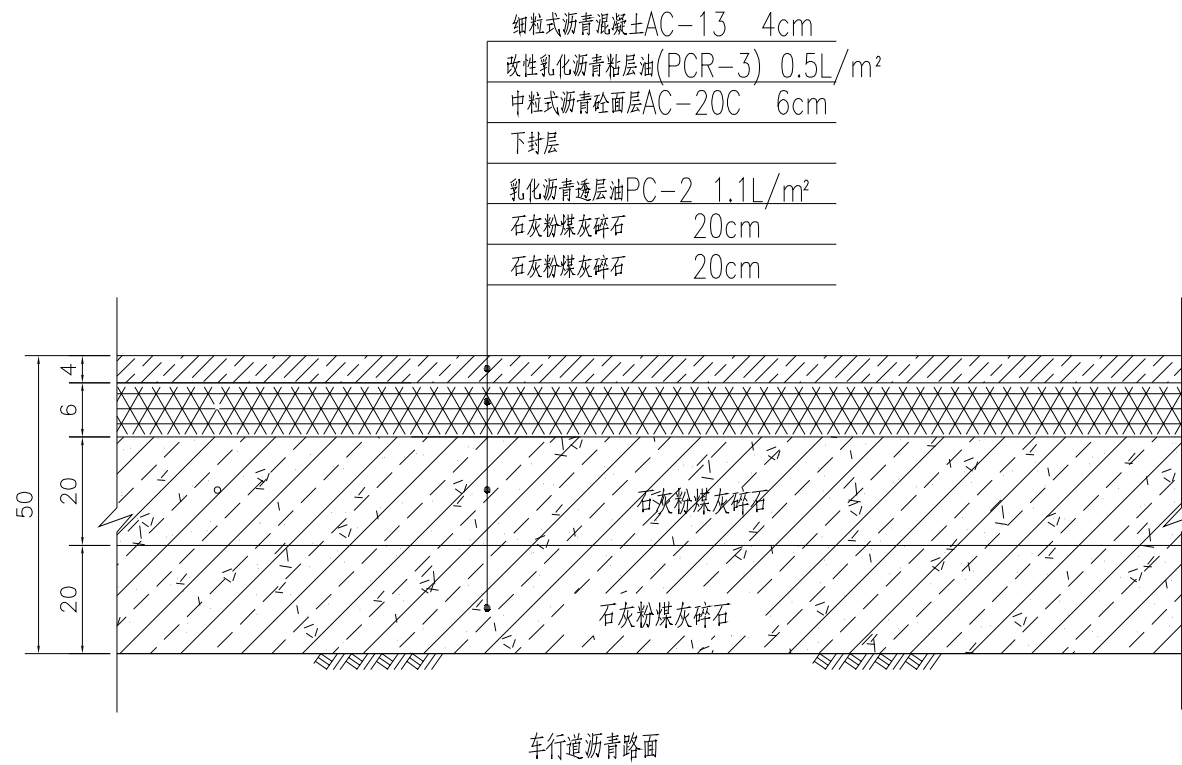 细粒式沥青混凝土AC-13 4cm
改性乳化沥青粘层油(PCR-3) 0.5L/m²
中粒式沥青砼面层AC-20C 6cm
下封层
乳化沥青透层油PC-2 1.1L/m²
石灰粉煤灰碎石 20cm
石灰粉煤灰碎石 20cm
4
6
20
50
20
石灰粉煤灰碎石
石灰粉煤灰碎石
车行道沥青路面